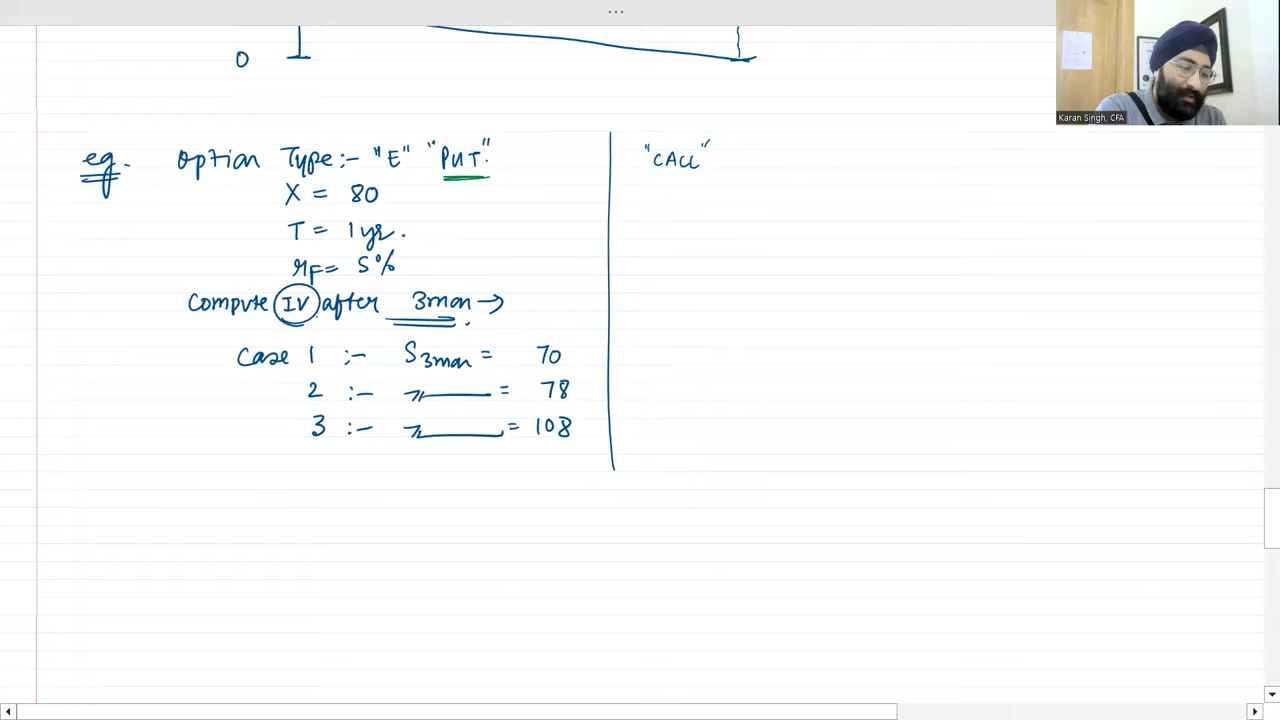 0
Karan Singh, CFA
eg. Option Type:- "E" "PUT"
X = 80
T = 1 yr.
rF = 5%
Compute IV after 3mon →
Case 1 :- S3mon = 70
2 :- 〃 = 78
3 :- 〃 = 108
"CALL"